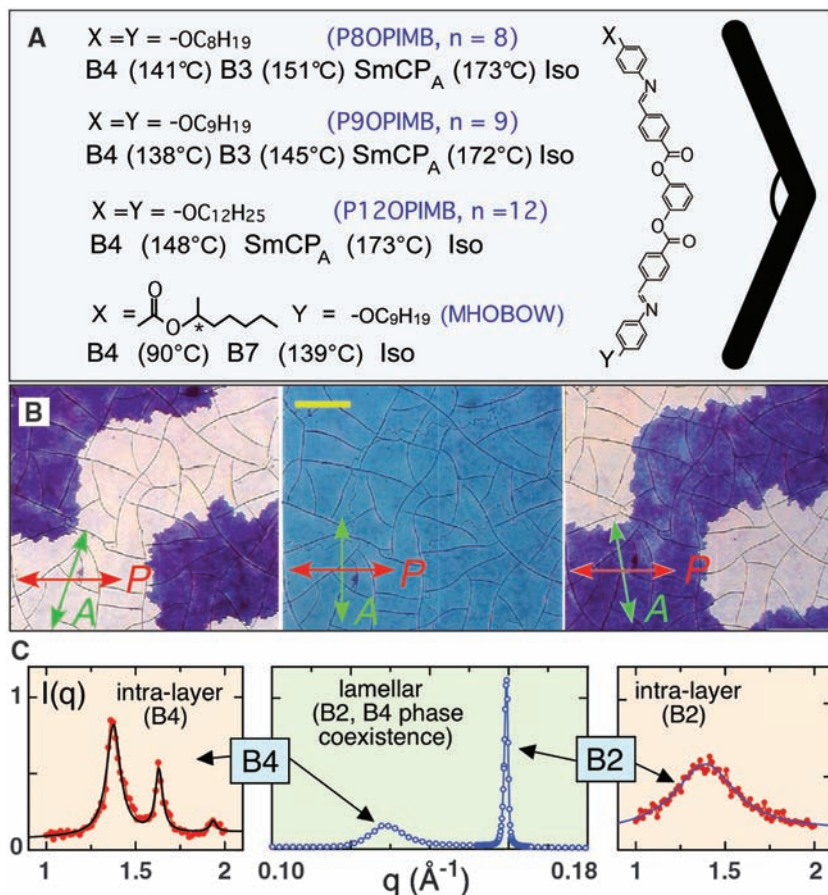 A
X =Y = -OC8H19 (P8OPIMB, n = 8)
B4 (141°C) B3 (151°C) SmCPA (173°C) Iso
X =Y = -OC9H19 (P9OPIMB, n = 9)
B4 (138°C) B3 (145°C) SmCPA (172°C) Iso
X =Y = -OC12H25 (P12OPIMB, n =12)
B4 (148°C) SmCPA (173°C) Iso
X = O O * Y = -OC9H19 (MHOBOW)
B4 (90°C) B7 (139°C) Iso
X
N
O
O
O
O
N
Y
B
P
A
P
A
P
A
C
1
I(q)
intra-layer
(B4)
lamellar
(B2, B4 phase
coexistence)
intra-layer
(B2)
B4
B2
0
1 1.5 2
0.10 q (Å-1) 0.18
1 1.5 2